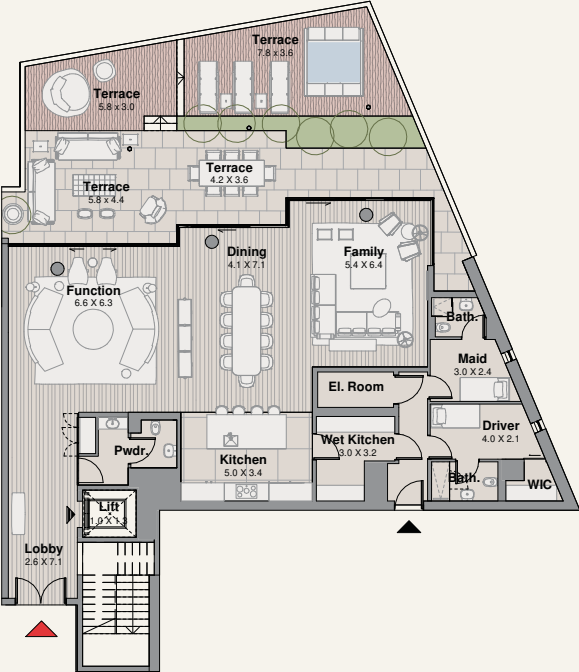 Terrace
7.8 x 3.6
Terrace
5.8 x 3.0
Terrace
4.2 X 3.6
Terrace
5.8 x 4.4
Dining
4.1 X 7.1
Family
5.4 X 6.4
Function
6.6 X 6.3
Bath.
Maid
3.0 X 2.4
El. Room
Driver
4.0 X 2.1
Wet Kitchen
3.0 X 3.2
Pwdr.
Kitchen
5.0 X 3.4
Bath.
WIC
Lift
Lobby
2.6 X 7.1